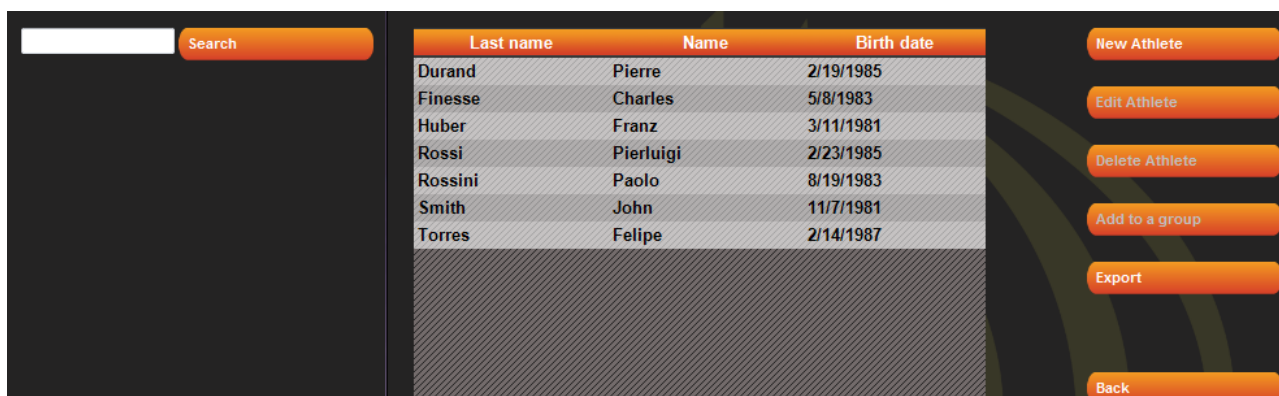 Search
Last name Name Birth date
Durand Pierre 2/19/1985
Finesse Charles 5/8/1983
Huber Franz 3/11/1981
Rossi Pierluigi 2/23/1985
Rossini Paolo 8/19/1983
Smith John 11/7/1981
Torres Felipe 2/14/1987
New Athlete
Edit Athlete
Delete Athlete
Add to a group
Export
Back